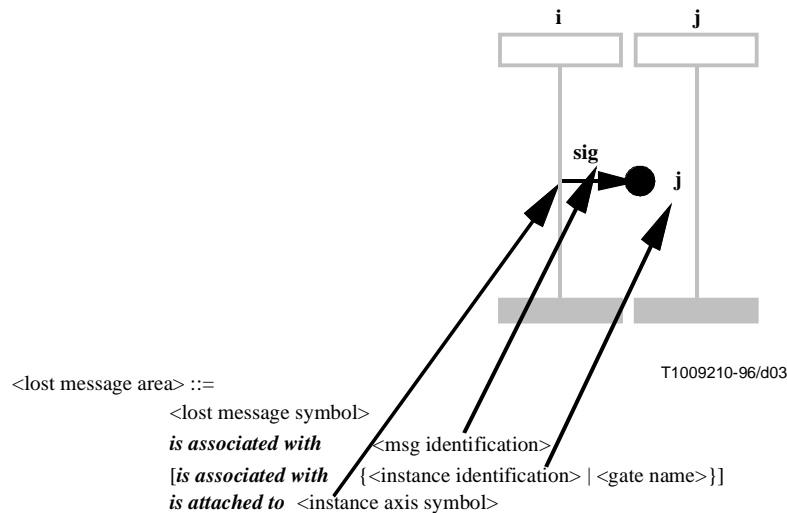 i j
sig
j
T1009210-96/d03
<lost message area> ::=
<lost message symbol>
is associated with <msg identification>
[is associated with {<instance identification> | <gate name>}]
is attached to <instance axis symbol>